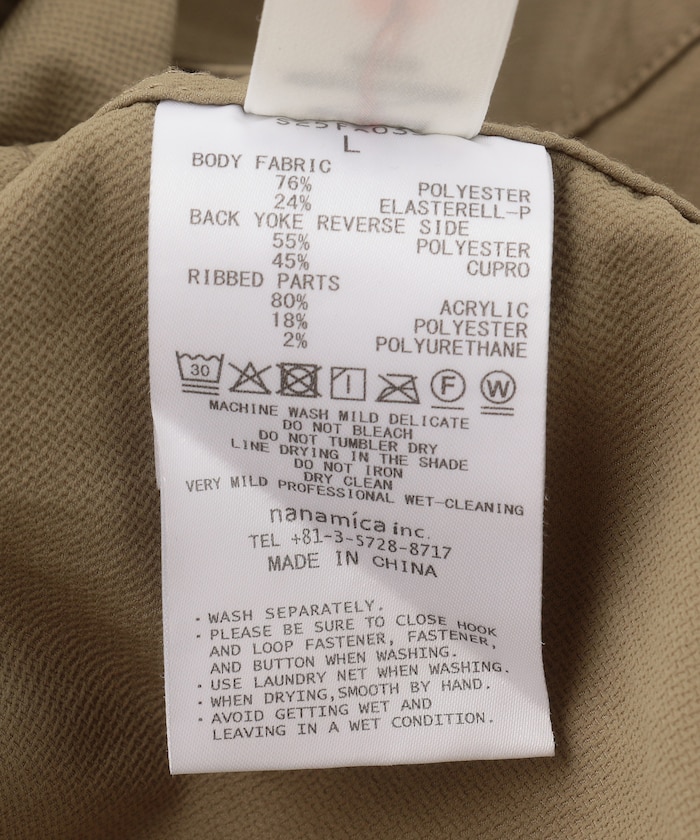 L
BODY FABRIC
76% POLYESTER
24% ELASTERELL-P
BACK YOKE REVERSE SIDE
55% POLYESTER
45% CUPRO
RIBBED PARTS
80% ACRYLIC
18% POLYESTER
2% POLYURETHANE
30 F W
MACHINE WASH MILD DELICATE
DO NOT BLEACH
DO NOT TUMBLER DRY
LINE DRYING IN THE SHADE
DO NOT IRON
DRY CLEAN
VERY MILD PROFESSIONAL WET-CLEANING
nanamica inc.
TEL +81-3-5728-8717
MADE IN CHINA
・WASH SEPARATELY.
・PLEASE BE SURE TO CLOSE HOOK
AND LOOP FASTENER, FASTENER,
AND BUTTON WHEN WASHING.
・USE LAUNDRY NET WHEN WASHING.
・WHEN DRYING,SMOOTH BY HAND.
・AVOID GETTING WET AND
LEAVING IN A WET CONDITION.